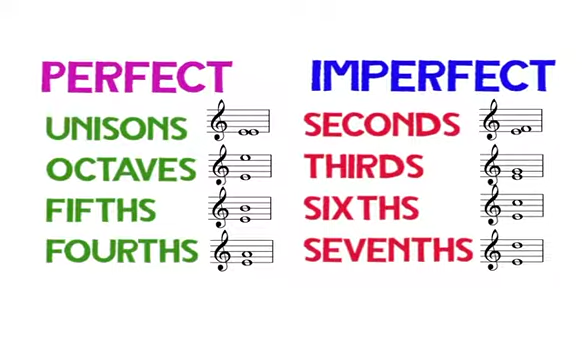 PERFECT
UNISONS
OCTAVES
FIFTHS
FOURTHS
IMPERFECT
SECONDS
THIRDS
SIXTHS
SEVENTHS